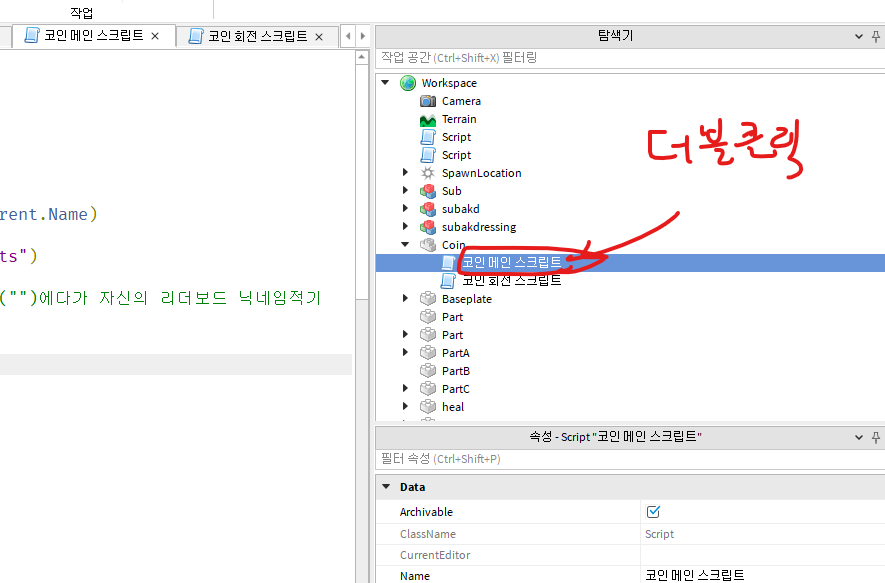 작업
코인 메인 스크립트 ×
코인 회전 스크립트 ×
탐색기
작업 공간 (Ctrl+Shift+X) 필터링
rent.Name)
ts")
("")에다가 자신의 리더보드 닉네임적기
Workspace
Camera
Terrain
Script
Script
SpawnLocation
Sub
subakd
subakdressing
Coin
코인 메인 스크립트
코인 회전 스크립트
Baseplate
Part
Part
PartA
PartB
PartC
heal
더블클릭
속성 - Script "코인 메인 스크립트"
필터 속성 (Ctrl+Shift+P)
Data
Archivable
ClassName Script
CurrentEditor
Name 코인 메인 스크립트